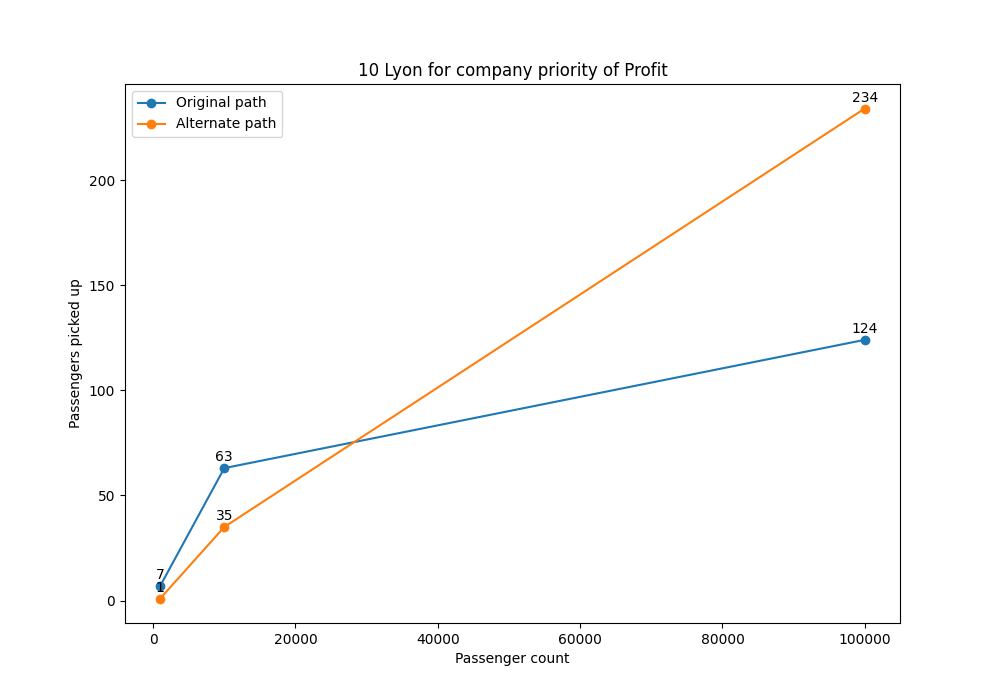 10 Lyon for company priority of Profit
Original path
Alternate path
234
124
63
35
7
1
200
150
100
50
0
Passengers picked up
0 20000 40000 60000 80000 100000
Passenger count